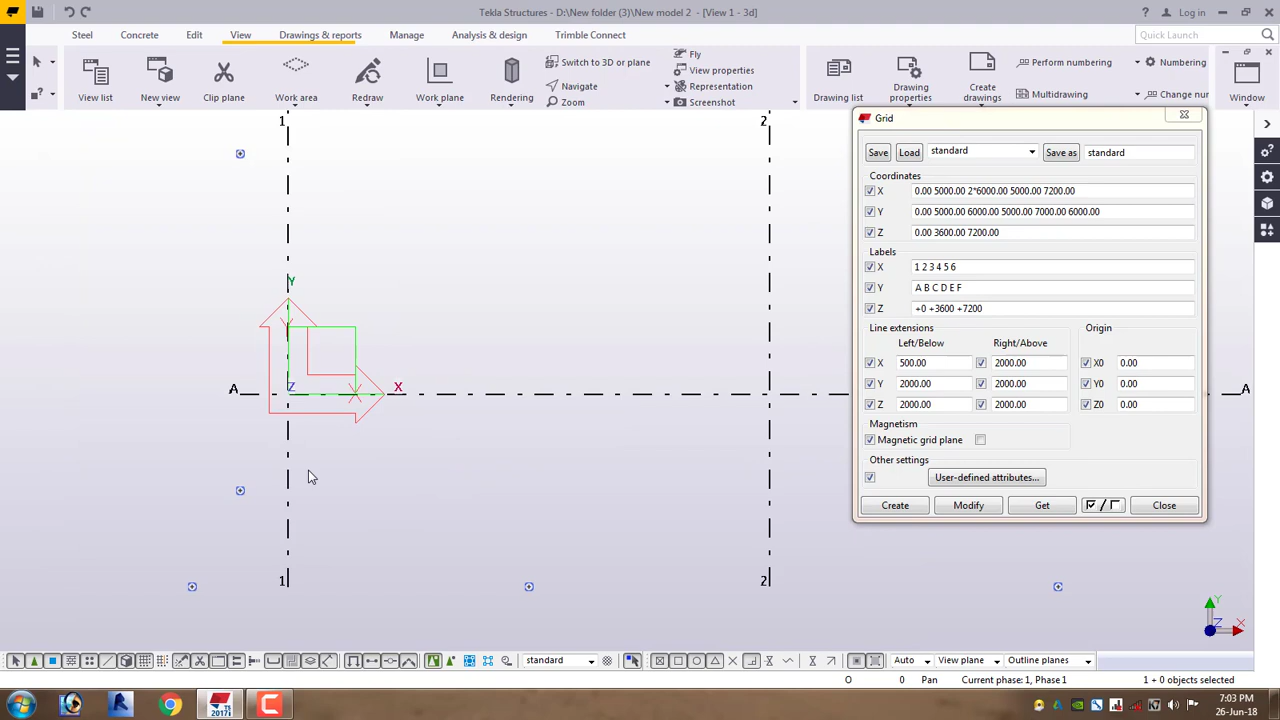 Tekla Structures - D:\New folder (3)\New model 2 - [View 1 - 3d]
Log in
Steel
Concrete
Edit
View
Drawings & reports
Manage
Analysis & design
Trimble Connect
Quick Launch
View list
New view
Clip plane
Work area
Redraw
Work plane
Rendering
Switch to 3D or plane
Navigate
Zoom
Fly
View properties
Representation
Screenshot
Drawing list
Drawing properties
Create drawings
Perform numbering
Multidrawing
Numbering
Change nur
Window
Grid
Save
Load
standard
Save as
standard
Coordinates
X 0.00 5000.00 2*6000.00 5000.00 7200.00
Y 0.00 5000.00 6000.00 5000.00 7000.00 6000.00
Z 0.00 3600.00 7200.00
Labels
X 1 2 3 4 5 6
Y A B C D E F
Z +0 +3600 +7200
Line extensions
Origin
Left/Below
Right/Above
X 500.00 2000.00 X0 0.00
Y 2000.00 2000.00 Y0 0.00
Z 2000.00 2000.00 Z0 0.00
Magnetism
Magnetic grid plane
Other settings
User-defined attributes...
Create
Modify
Get
/
Close
1
2
Y
A
Z
X
A
1
2
Y
Z
X
standard
Auto
View plane
Outline planes
O
0
Pan
Current phase: 1, Phase 1
1 + 0 objects selected
TS
2017i
7:03 PM
26-Jun-18